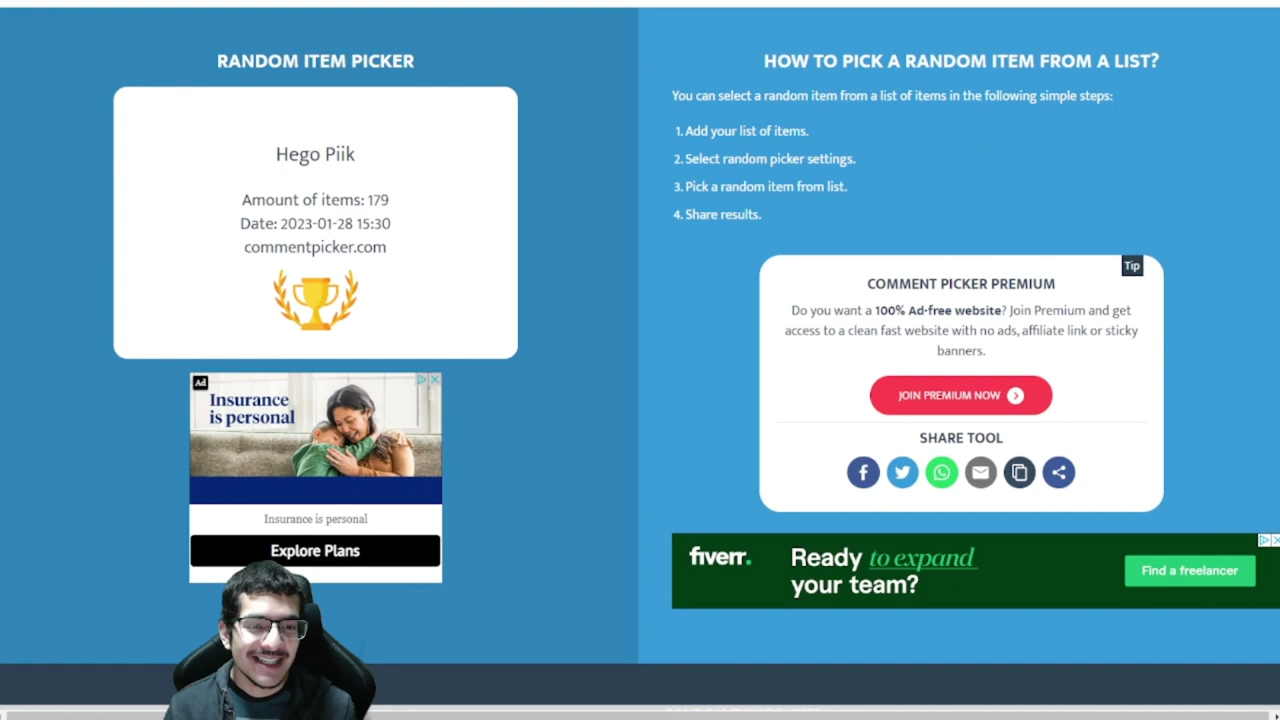 RANDOM ITEM PICKER
Hego Piik
Amount of items: 179
Date: 2023-01-28 15:30
commentpicker.com
Ad
Insurance
is personal
Insurance is personal
Explore Plans
HOW TO PICK A RANDOM ITEM FROM A LIST?
You can select a random item from a list of items in the following simple steps:
1. Add your list of items.
2. Select random picker settings.
3. Pick a random item from list.
4. Share results.
Tip
COMMENT PICKER PREMIUM
Do you want a 100% Ad-free website? Join Premium and get
access to a clean fast website with no ads, affiliate link or sticky
banners.
JOIN PREMIUM NOW
SHARE TOOL
fiverr.
Ready to expand
your team?
Find a freelancer